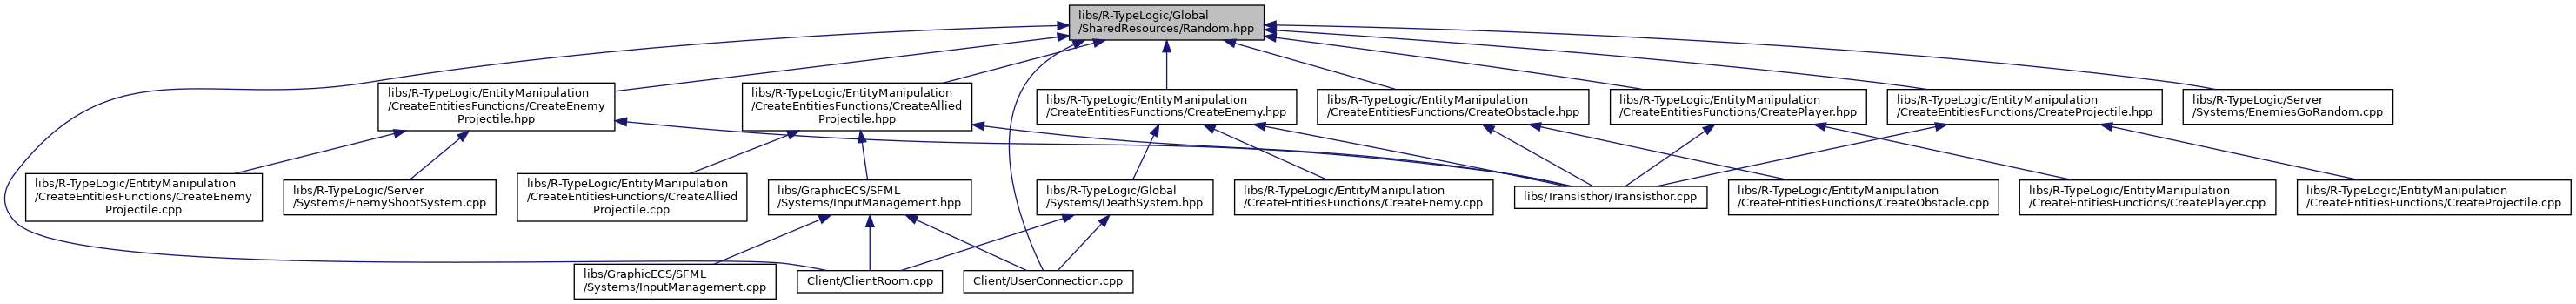 libs/R-TypeLogic/Global
/SharedResources/Random.hpp
libs/R-TypeLogic/EntityManipulation
/CreateEntitiesFunctions/CreateEnemy
Projectile.hpp
libs/R-TypeLogic/EntityManipulation
/CreateEntitiesFunctions/CreateAllied
Projectile.hpp
libs/R-TypeLogic/EntityManipulation
/CreateEntitiesFunctions/CreateEnemy.hpp
libs/R-TypeLogic/EntityManipulation
/CreateEntitiesFunctions/CreateObstacle.hpp
libs/R-TypeLogic/EntityManipulation
/CreateEntitiesFunctions/CreatePlayer.hpp
libs/R-TypeLogic/EntityManipulation
/CreateEntitiesFunctions/CreateProjectile.hpp
libs/R-TypeLogic/Server
/Systems/EnemiesGoRandom.cpp
libs/R-TypeLogic/EntityManipulation
/CreateEntitiesFunctions/CreateEnemy
Projectile.cpp
libs/R-TypeLogic/Server
/Systems/EnemyShootSystem.cpp
libs/R-TypeLogic/EntityManipulation
/CreateEntitiesFunctions/CreateAllied
Projectile.cpp
libs/GraphicECS/SFML
/Systems/InputManagement.hpp
libs/R-TypeLogic/Global
/Systems/DeathSystem.hpp
libs/R-TypeLogic/EntityManipulation
/CreateEntitiesFunctions/CreateEnemy.cpp
libs/Transisthor/Transisthor.cpp
libs/R-TypeLogic/EntityManipulation
/CreateEntitiesFunctions/CreateObstacle.cpp
libs/R-TypeLogic/EntityManipulation
/CreateEntitiesFunctions/CreatePlayer.cpp
libs/R-TypeLogic/EntityManipulation
/CreateEntitiesFunctions/CreateProjectile.cpp
libs/GraphicECS/SFML
/Systems/InputManagement.cpp
Client/ClientRoom.cpp
Client/UserConnection.cpp